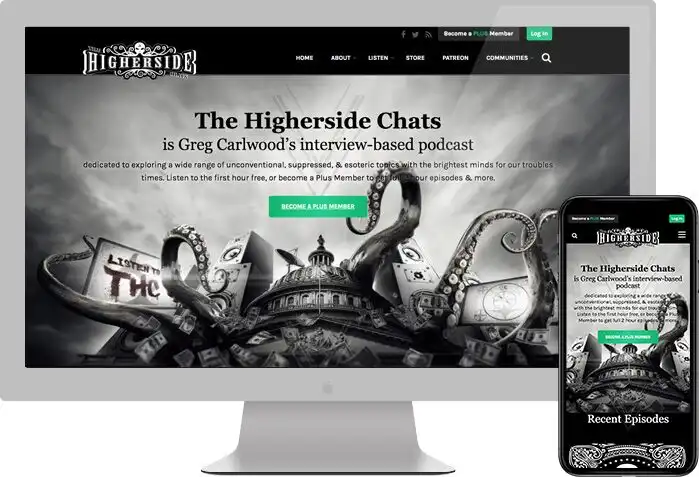 Become a PLUS Member
Log In
THE
HIGHERSIDE
CHATS
HOME
ABOUT
LISTEN
STORE
PATREON
COMMUNITIES
The Higherside Chats
is Greg Carlwood's interview-based podcast
dedicated to exploring a wide range of unconventional, suppressed, & esoteric topics with the brightest minds for our troubled
times. Listen to the first hour free, or become a Plus Member to get full 2 hour episodes & more.
BECOME A PLUS MEMBER
LISTEN TO
THC
Become a PLUS Member
Log In
HIGHERSIDE
The Higherside Chats
is Greg Carlwood's interview-based
podcast
dedicated to exploring a wide range of
unconventional, suppressed, & esoteric topics
with the brightest minds for our troubled times.
Listen to the first hour free, or become a Plus
Member to get full 2 hour episodes & more.
BECOME A PLUS MEMBER
Recent Episodes